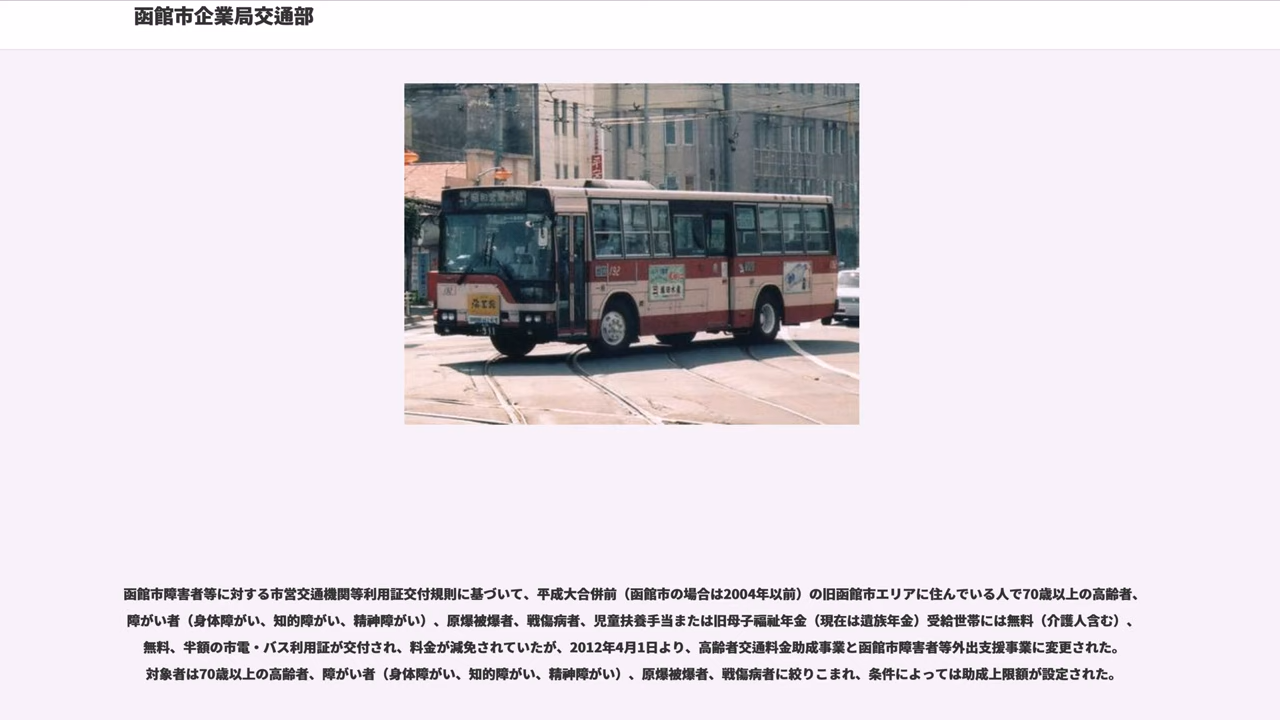 函館市企業局交通部
192
911
函館市障害者等に対する市営交通機関等利用証交付規則に基づいて、平成大合併前（函館市の場合は2004年以前）の旧函館市エリアに住んでいる人で70歳以上の高齢者、
障がい者（身体障がい、知的障がい、精神障がい）、原爆被爆者、戦傷病者、児童扶養手当または旧母子福祉年金（現在は遺族年金）受給世帯には無料（介護人含む）、
無料、半額の市電・バス利用証が交付され、料金が減免されていたが、2012年4月1日より、高齢者交通料金助成事業と函館市障害者等外出支援事業に変更された。
対象者は70歳以上の高齢者、障がい者（身体障がい、知的障がい、精神障がい）、原爆被爆者、戦傷病者に絞りこまれ、条件によっては助成上限額が設定された。